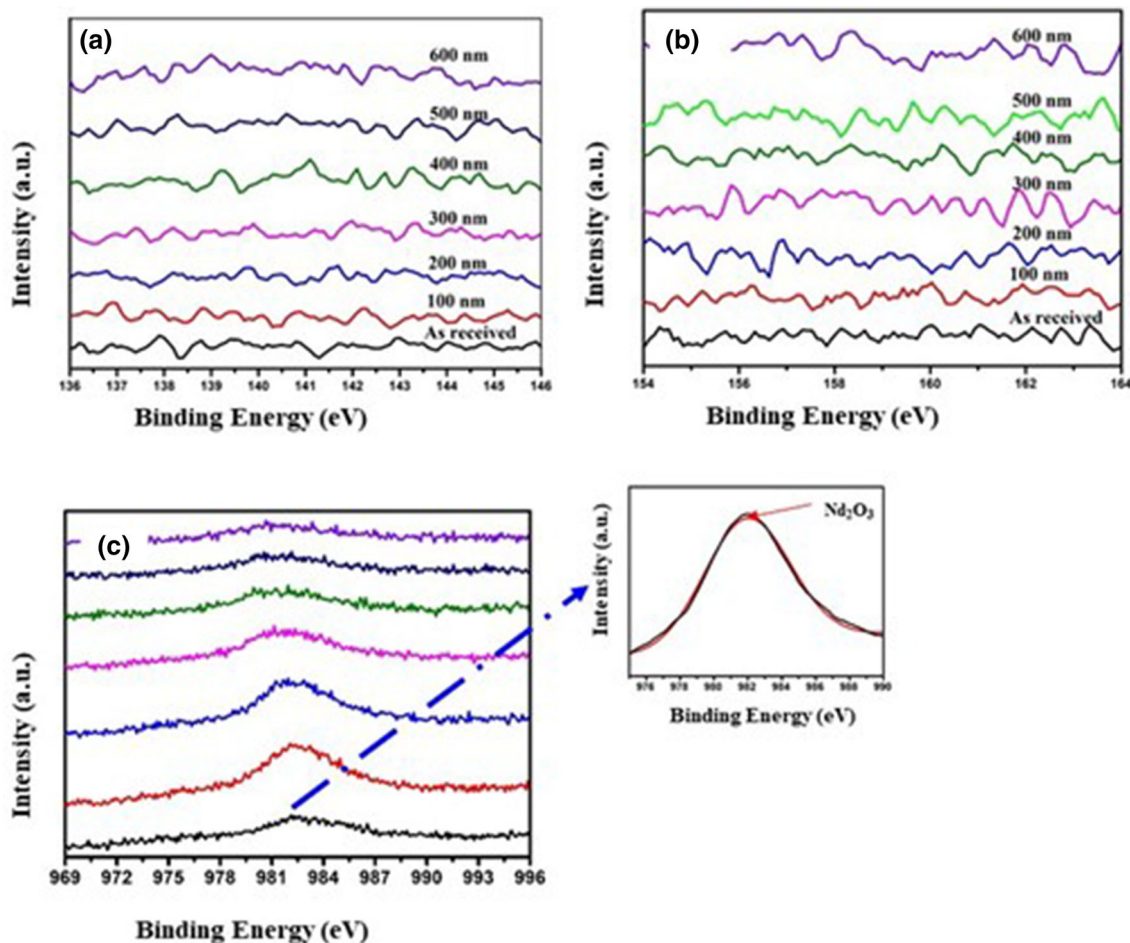 (a)
600 nm
500 nm
400 nm
300 nm
200 nm
100 nm
As received
Intensity (a.u.)
136 137 138 139 140 141 142 143 144 145 146
Binding Energy (eV)
(b)
600 nm
500 nm
400 nm
300 nm
200 nm
100 nm
As received
Intensity (a.u.)
154 156 158 160 162 164
Binding Energy (eV)
(c)
Intensity (a.u.)
969 972 975 978 981 984 987 990 993 996
Binding Energy (eV)
Nd₂O₃
Intensity (a.u.)
976 978 980 982 984 986 988 990
Binding Energy (eV)